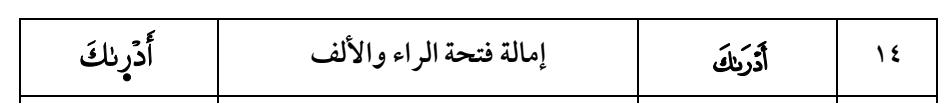 ١٤ أَدْرَىٰكَ إمالة فتحة الراء والألف أَدْرٜىٰكَ